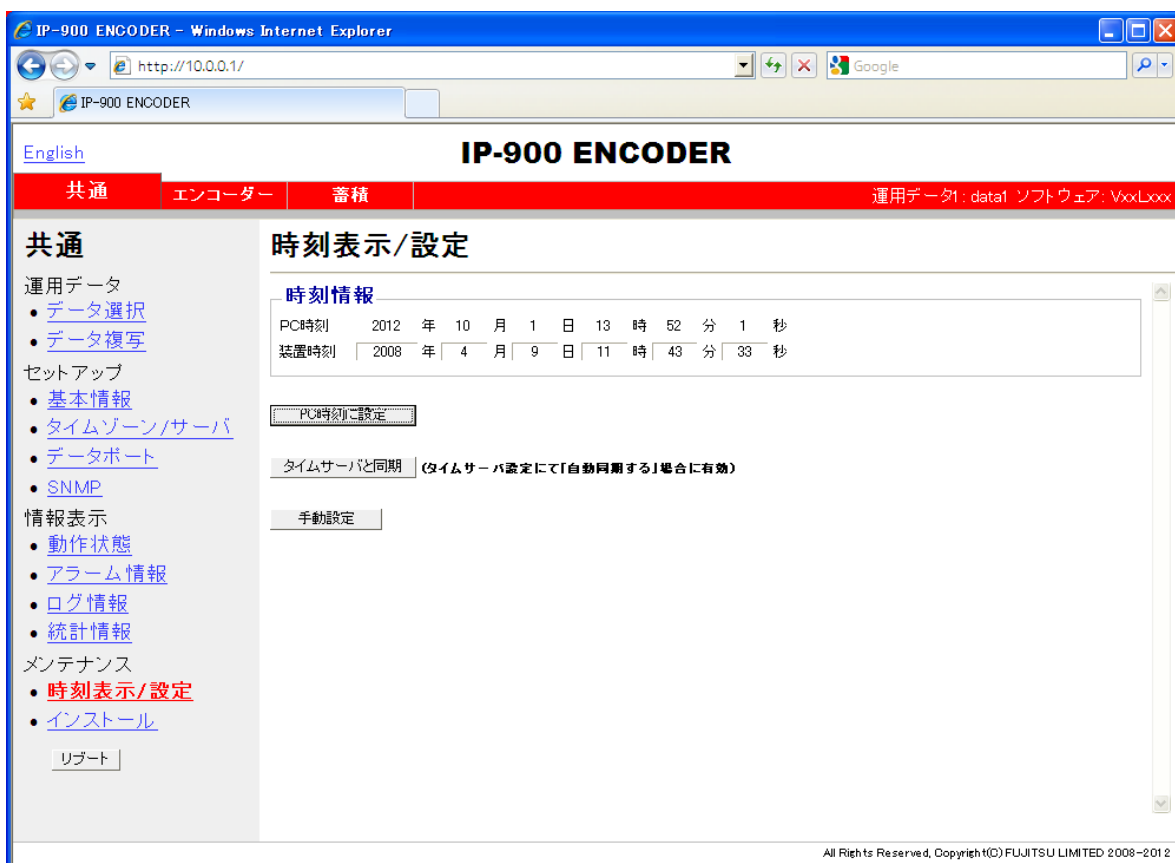 IP-900 ENCODER - Windows Internet Explorer
http://10.0.0.1/
Google
IP-900 ENCODER
English
IP-900 ENCODER
共通 エンコーダー 蓄積 運用データ1: data1 ソフトウェア: VxxLxxx
共通
運用データ
データ選択
データ複写
セットアップ
基本情報
タイムゾーン/サーバ
データポート
SNMP
情報表示
動作状態
アラーム情報
ログ情報
統計情報
メンテナンス
時刻表示/設定
インストール
リブート
時刻表示/設定
時刻情報
PC時刻 2012 年 10 月 1 日 13 時 52 分 1 秒
装置時刻 2008 年 4 月 9 日 11 時 43 分 33 秒
PC時刻に設定
タイムサーバと同期 (タイムサーバ設定にて「自動同期する」場合に有効)
手動設定
All Rights Reserved, Copyright(C) FUJITSU LIMITED 2008-2012